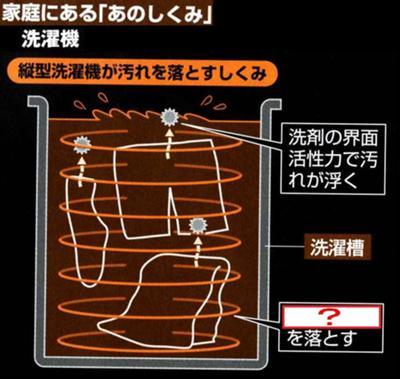 家庭にある「あのしくみ」
洗濯機
縦型洗濯機が汚れを落とすしくみ
洗剤の界面
活性力で汚
れが浮く
洗濯槽
?
を落とす